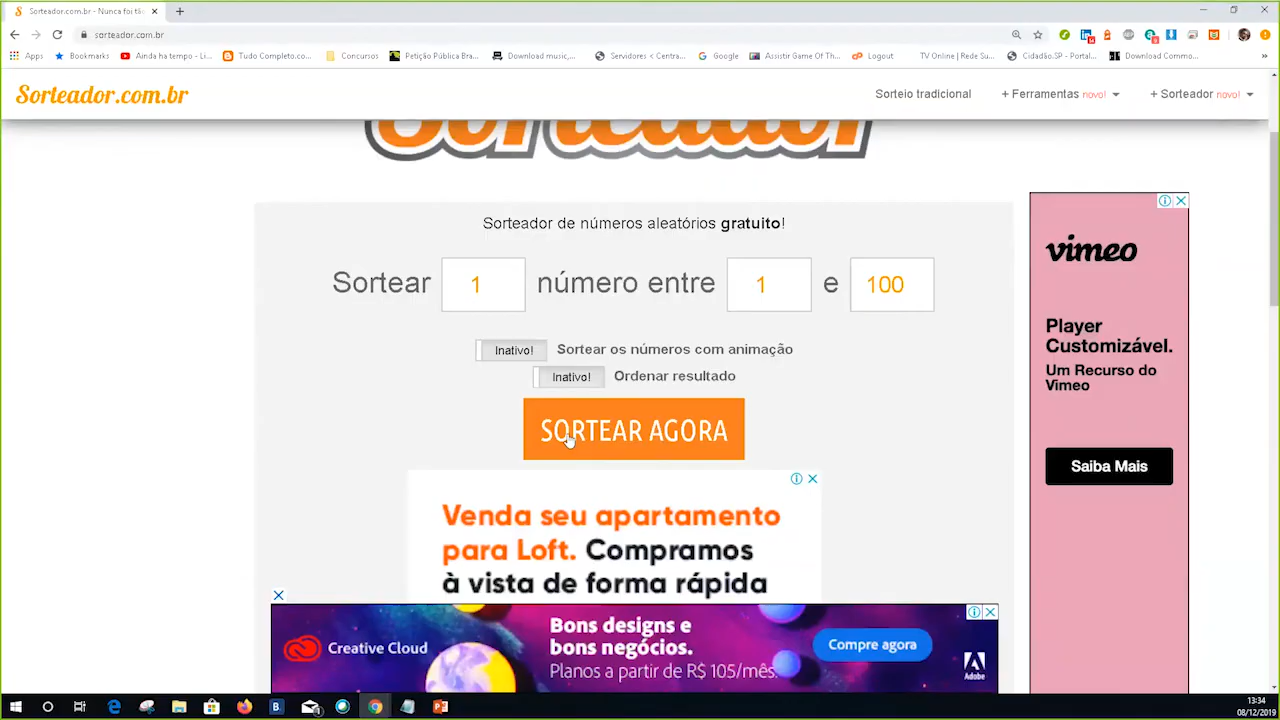 Sorteador.com.br - Nunca foi tão
sorteador.com.br
Apps Bookmarks Ainda ha tempo - Li... Tudo Completo.co... Concursos Petição Pública Bra... Download music,... Servidores < Centra... Google Assistir Game Of Th... Logout TV Online | Rede Su... Cidadão.SP - Portal... Download Commo...
Sorteador.com.br
Sorteio tradicional + Ferramentas novo! + Sorteador novo!
Sorteador
Sorteador de números aleatórios gratuito!
Sortear 1 número entre 1 e 100
Inativo! Sortear os números com animação
Inativo! Ordenar resultado
SORTEAR AGORA
Venda seu apartamento
para Loft. Compramos
à vista de forma rápida
Creative Cloud
Bons designs e
bons negócios.
Planos a partir de R$ 105/mês.
Compre agora
Adobe
vimeo
Player
Customizável.
Um Recurso do
Vimeo
Saiba Mais
13:34
08/12/2019